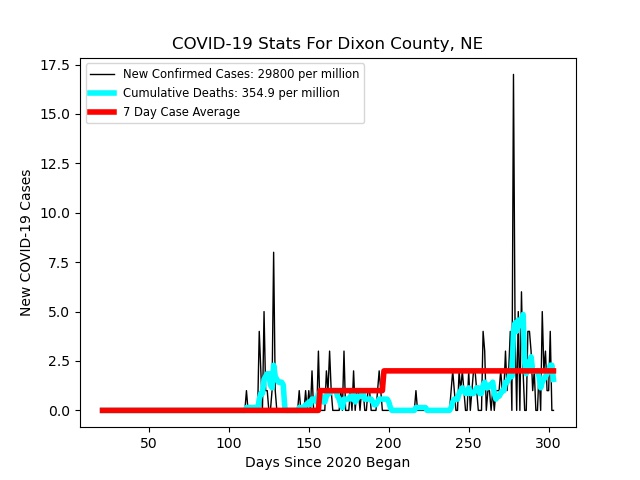 COVID-19 Stats For Dixon County, NE
New Confirmed Cases: 29800 per million
Cumulative Deaths: 354.9 per million
7 Day Case Average
New COVID-19 Cases
17.5
15.0
12.5
10.0
7.5
5.0
2.5
0.0
50 100 150 200 250 300
Days Since 2020 Began